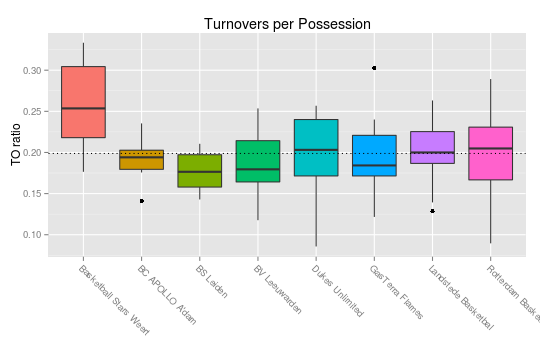 Turnovers per Possession
TO ratio
0.30
0.25
0.20
0.15
0.10
Basketball Stars Weert
BC APOLLO A'dam
BS Leiden
BV Leeuwarden
Dukes Unlimited
GasTerra Flames
Landstede Basketbal
Rotterdam Baske